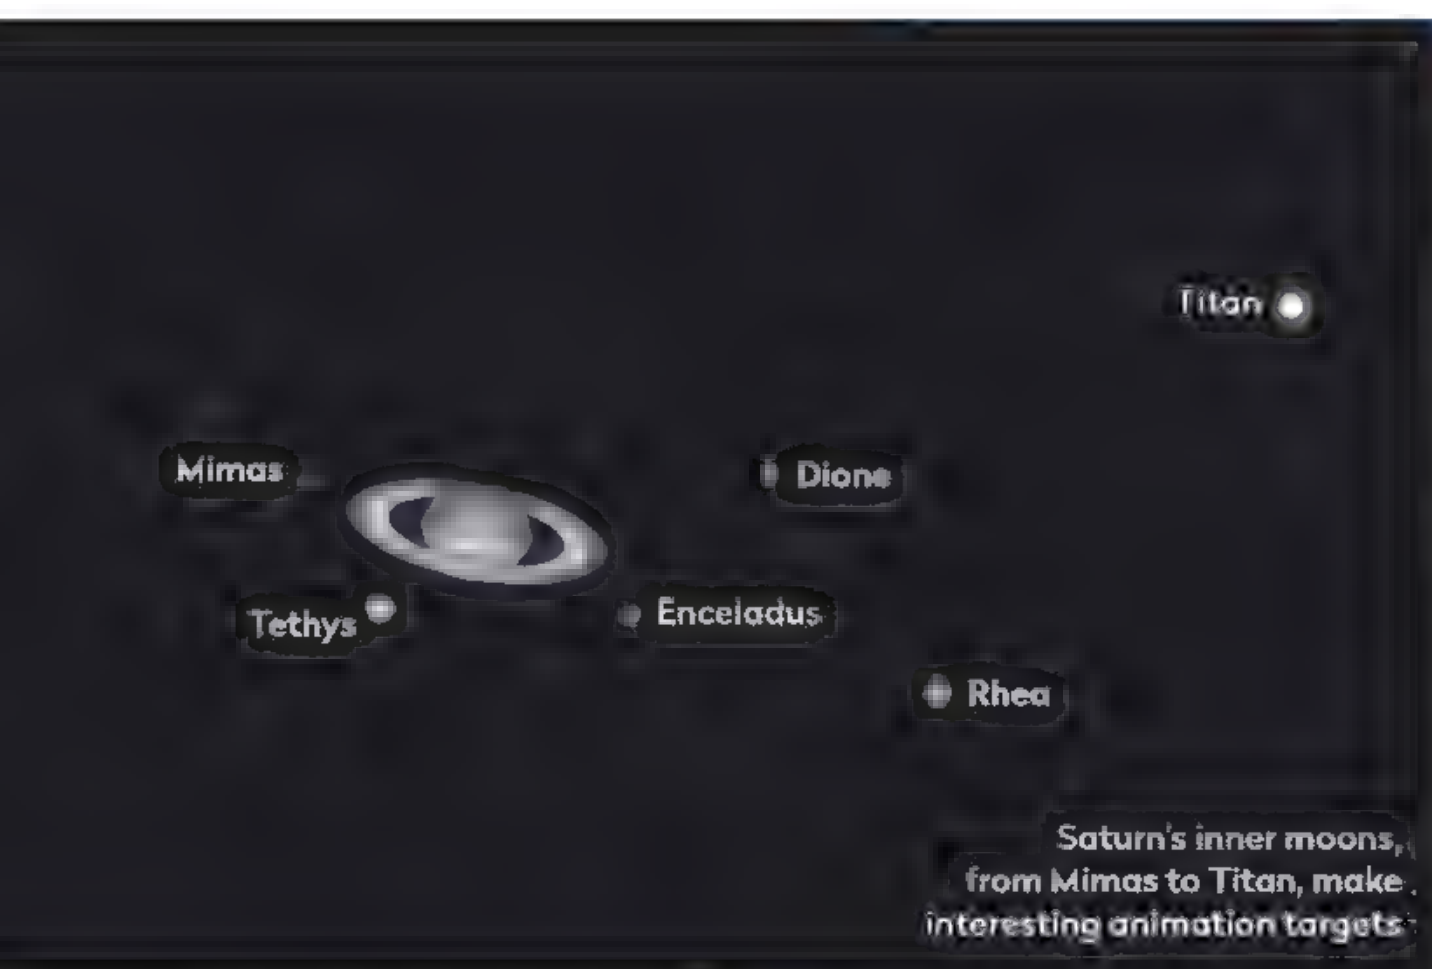 Titan
Mimas
Dione
Tethys
Enceladus
Rhea
Saturn's inner moons,
from Mimas to Titan, make
interesting animation targets